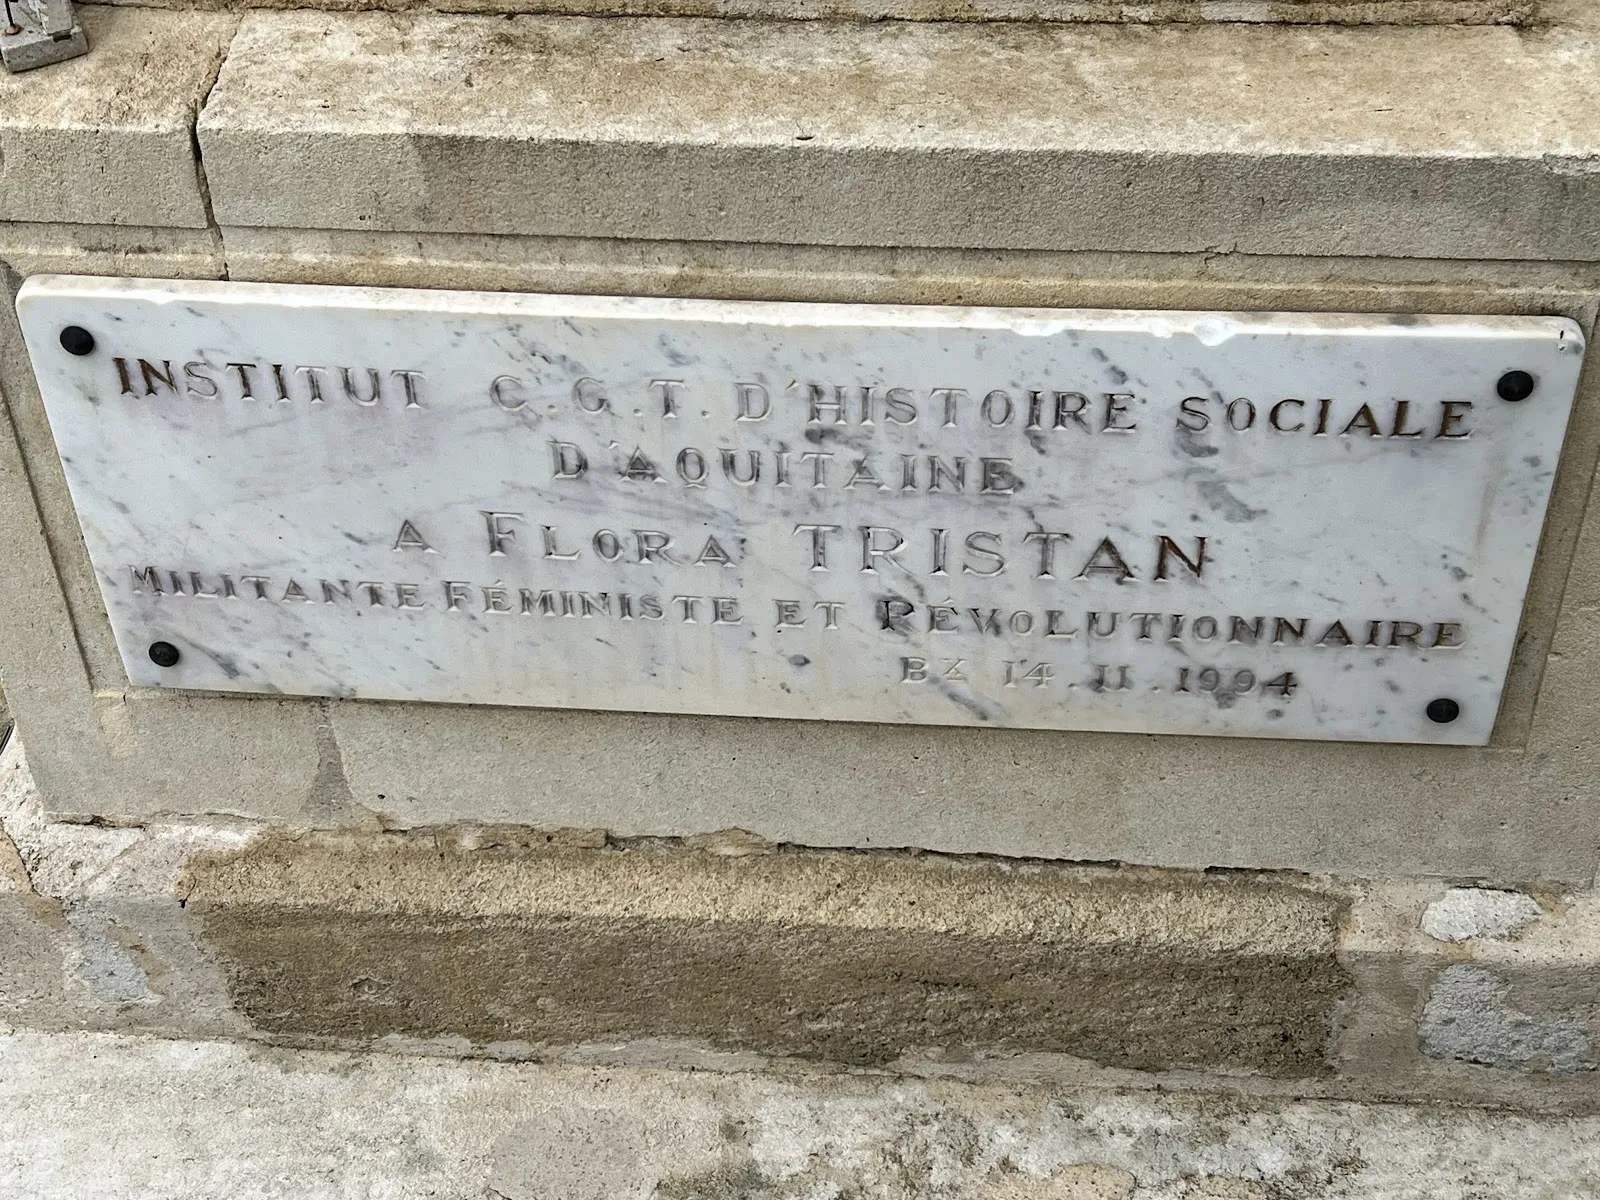 INSTITUT C.G.T. D'HISTOIRE SOCIALE
D'AQUITAINE
A FLORA TRISTAN
MILITANTE FÉMINISTE ET RÉVOLUTIONNAIRE
BX 14.11.1994